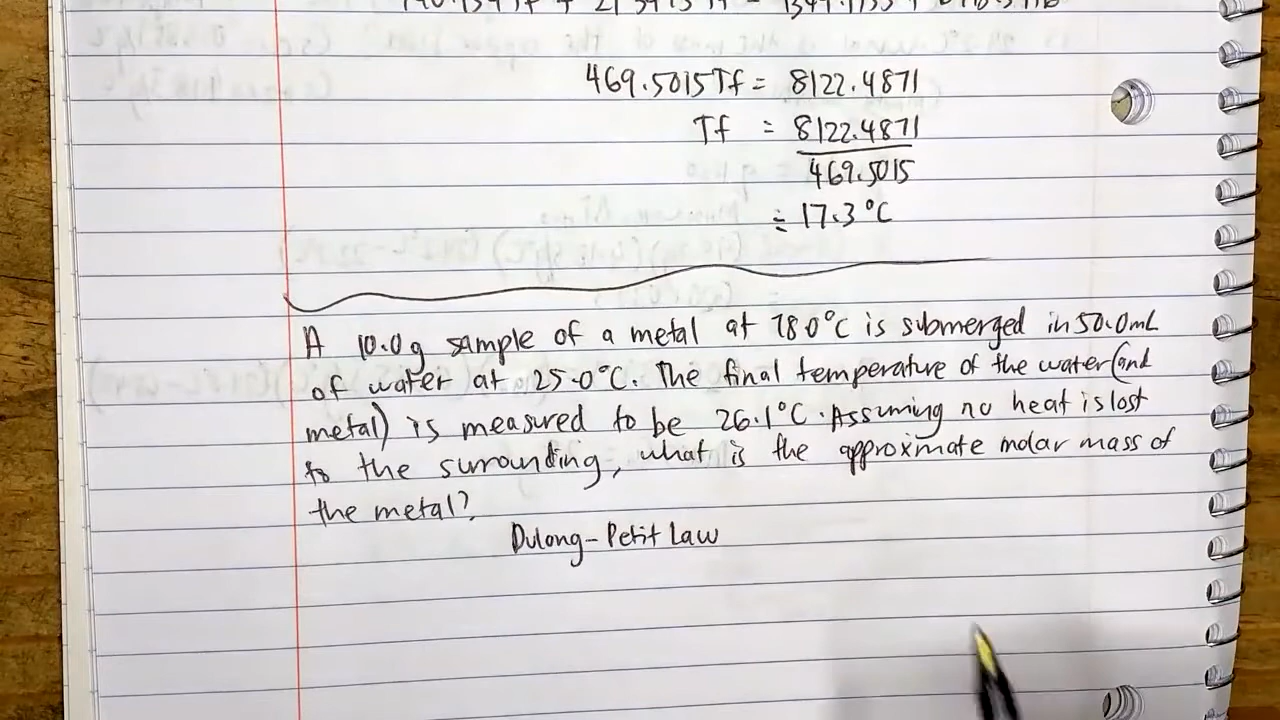 469.5015Tf = 8122.4871
Tf = 8122.4871
469.5015
= 17.3°C
A 10.0g sample of a metal at 78.0°C is submerged in 50.0mL
of water at 25.0°C. The final temperature of the water (and
metal) is measured to be 26.1°C. Assuming no heat is lost
to the surrounding, what is the approximate molar mass of
the metal?
Dulong-Petit Law